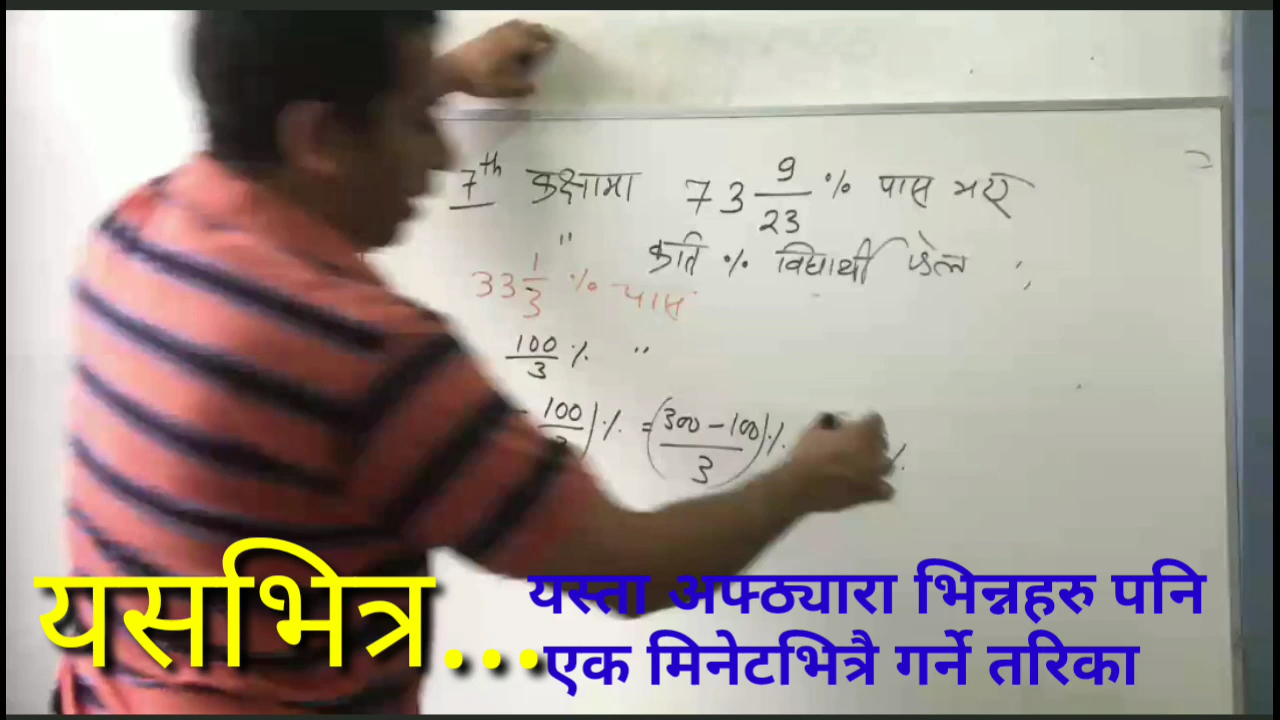 7th कक्षामा 73 9/23 % पास भए
" कति % विद्यार्थी फेल
33 1/3 % पास
100/3 % "
- 100/3)% = (300 - 100/3)% %
यसभित्र...
यस्ता अफ्ठ्यारा भिन्नहरु पनि
एक मिनेटभित्रै गर्ने तरिका